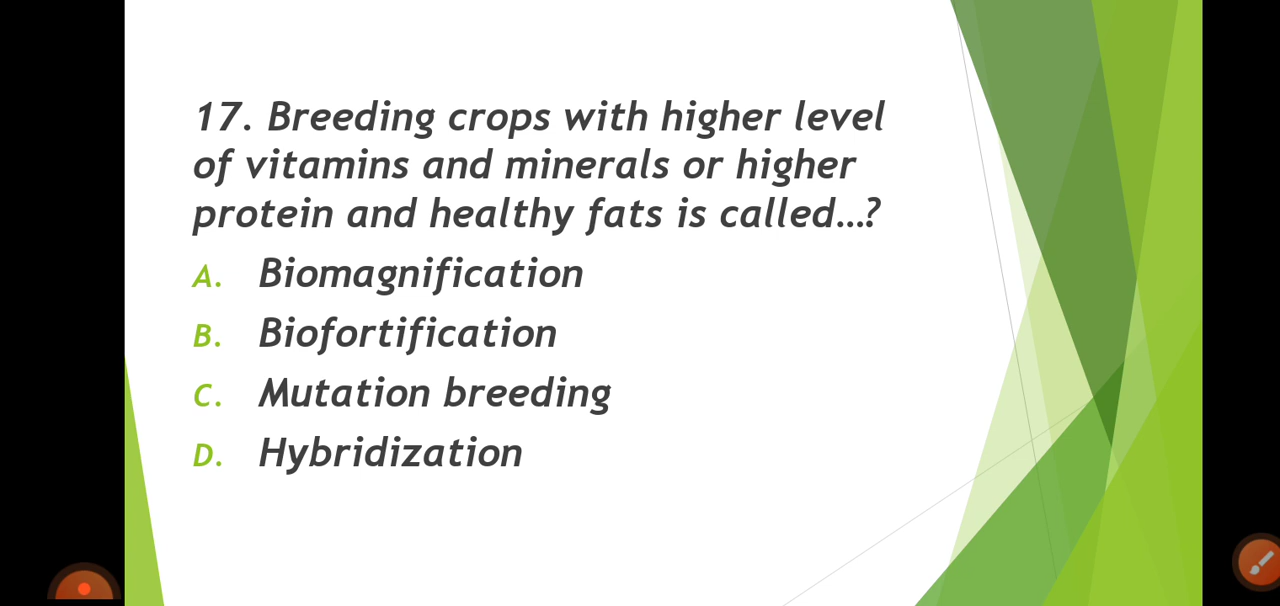 17. Breeding crops with higher level
of vitamins and minerals or higher
protein and healthy fats is called...?
A. Biomagnification
B. Biofortification
C. Mutation breeding
D. Hybridization